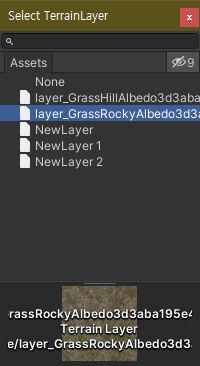 Select TerrainLayer
x
Assets
9
None
layer_GrassHillAlbedo3d3aba
layer_GrassRockyAlbedo3d3a
NewLayer
NewLayer 1
NewLayer 2
rassRockyAlbedo3d3aba195e4
Terrain Layer
e/layer_GrassRockyAlbedo3d3